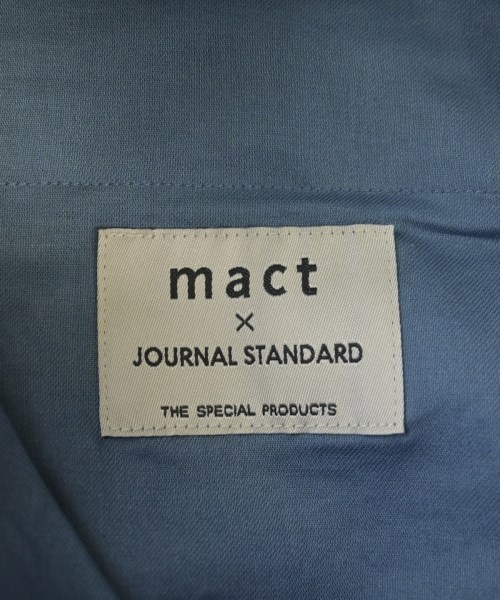 mact
×
JOURNAL STANDARD
THE SPECIAL PRODUCTS